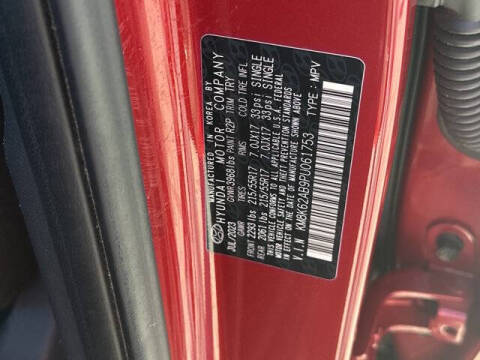 MANUFACTURED IN KOREA BY
HYUNDAI MOTOR COMPANY
JUL/2023 GVWR3968lbs PAINT R2P TRIM TRY
GAWR TIRES RIMS COLD TIRE INFL.
FRONT 2293 lbs 215/55R17 7.0JX17 33psi SINGLE
REAR 2061 lbs 215/55R17 7.0JX17 33psi SINGLE
THIS VEHICLE CONFORMS TO ALL APPLICABLE U.S.A. FEDERAL
MOTOR VEHICLE SAFETY, BUMPER, AND THEFT PREVENTION STANDARDS
IN EFFECT ON THE DATE OF MANUFACTURE SHOWN ABOVE
V.I.N KM8K62AB9PU061753 TYPE : MPV